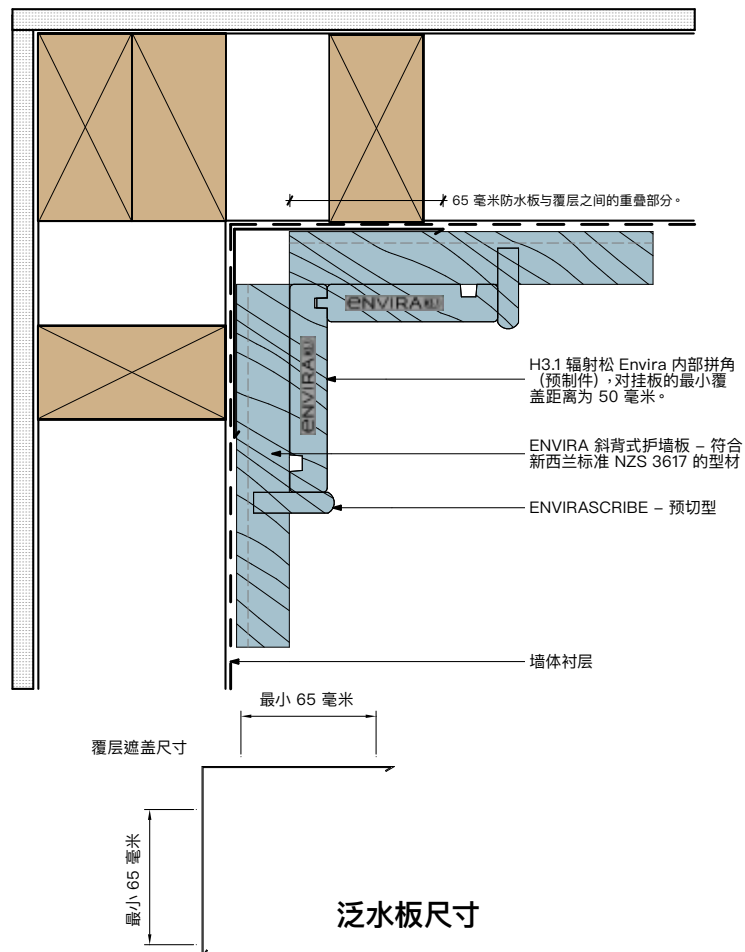 65 毫米防水板与覆层之间的重叠部分。
ENVIRA
ENVIRA
H3.1 辐射松 Envira 内部拼角
（预制件），对挂板的最小覆
盖距离为 50 毫米。
ENVIRA 斜背式护墙板 – 符合
新西兰标准 NZS 3617 的型材
ENVIRASCRIBE – 预切型
墙体衬层
最小 65 毫米
覆层遮盖尺寸
最小 65 毫米
泛水板尺寸